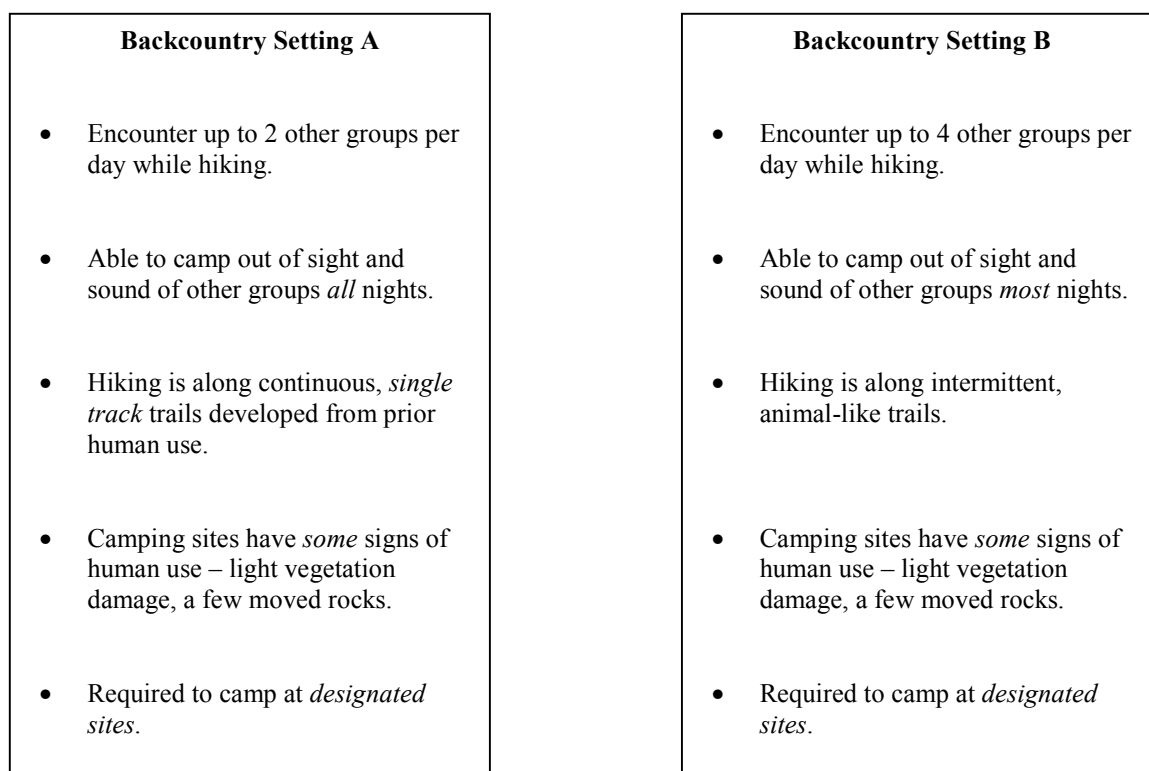 Backcountry Setting A
• Encounter up to 2 other groups per
day while hiking.
• Able to camp out of sight and
sound of other groups all nights.
• Hiking is along continuous, single
track trails developed from prior
human use.
• Camping sites have some signs of
human use – light vegetation
damage, a few moved rocks.
• Required to camp at designated
sites.
Backcountry Setting B
• Encounter up to 4 other groups per
day while hiking.
• Able to camp out of sight and
sound of other groups most nights.
• Hiking is along intermittent,
animal-like trails.
• Camping sites have some signs of
human use – light vegetation
damage, a few moved rocks.
• Required to camp at designated
sites.